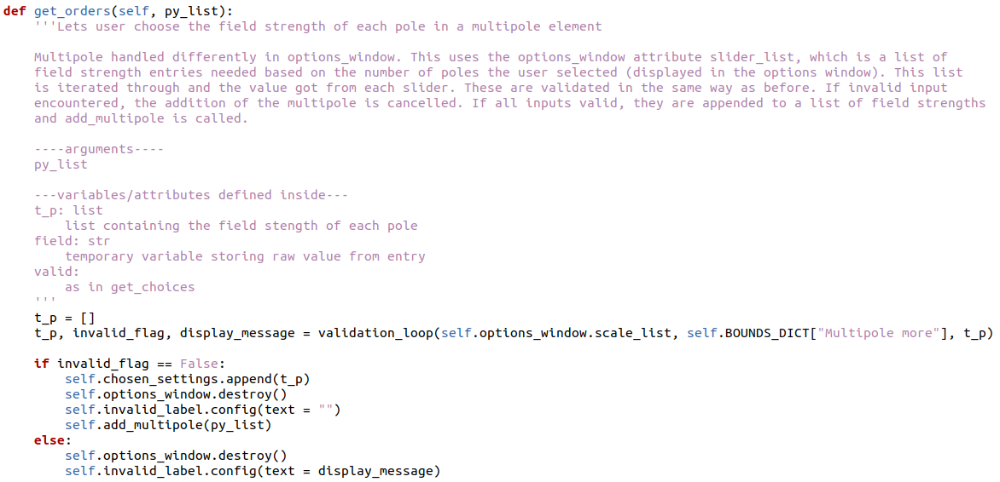 def get_orders(self, py_list):
    '''Lets user choose the field strength of each pole in a multipole element

    Multipole handled differently in options_window. This uses the options_window attribute slider_list, which is a list of
    field strength entries needed based on the number of poles the user selected (displayed in the options window). This list
    is iterated through and the value got from each slider. These are validated in the same way as before. If invalid input
    encountered, the addition of the multipole is cancelled. If all inputs valid, they are appended to a list of field strengths
    and add_multipole is called.

    ----arguments----
    py_list

    ---variables/attributes defined inside---
    t_p: list
        list containing the field stength of each pole
    field: str
        temporary variable storing raw value from entry
    valid:
        as in get_choices
    '''
    t_p = []
    t_p, invalid_flag, display_message = validation_loop(self.options_window.scale_list, self.BOUNDS_DICT["Multipole more"], t_p)

    if invalid_flag == False:
        self.chosen_settings.append(t_p)
        self.options_window.destroy()
        self.invalid_label.config(text = "")
        self.add_multipole(py_list)
    else:
        self.options_window.destroy()
        self.invalid_label.config(text = display_message)